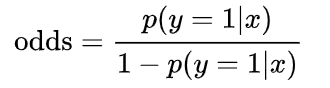 odds = p(y = 1|x) / 1 − p(y = 1|x)